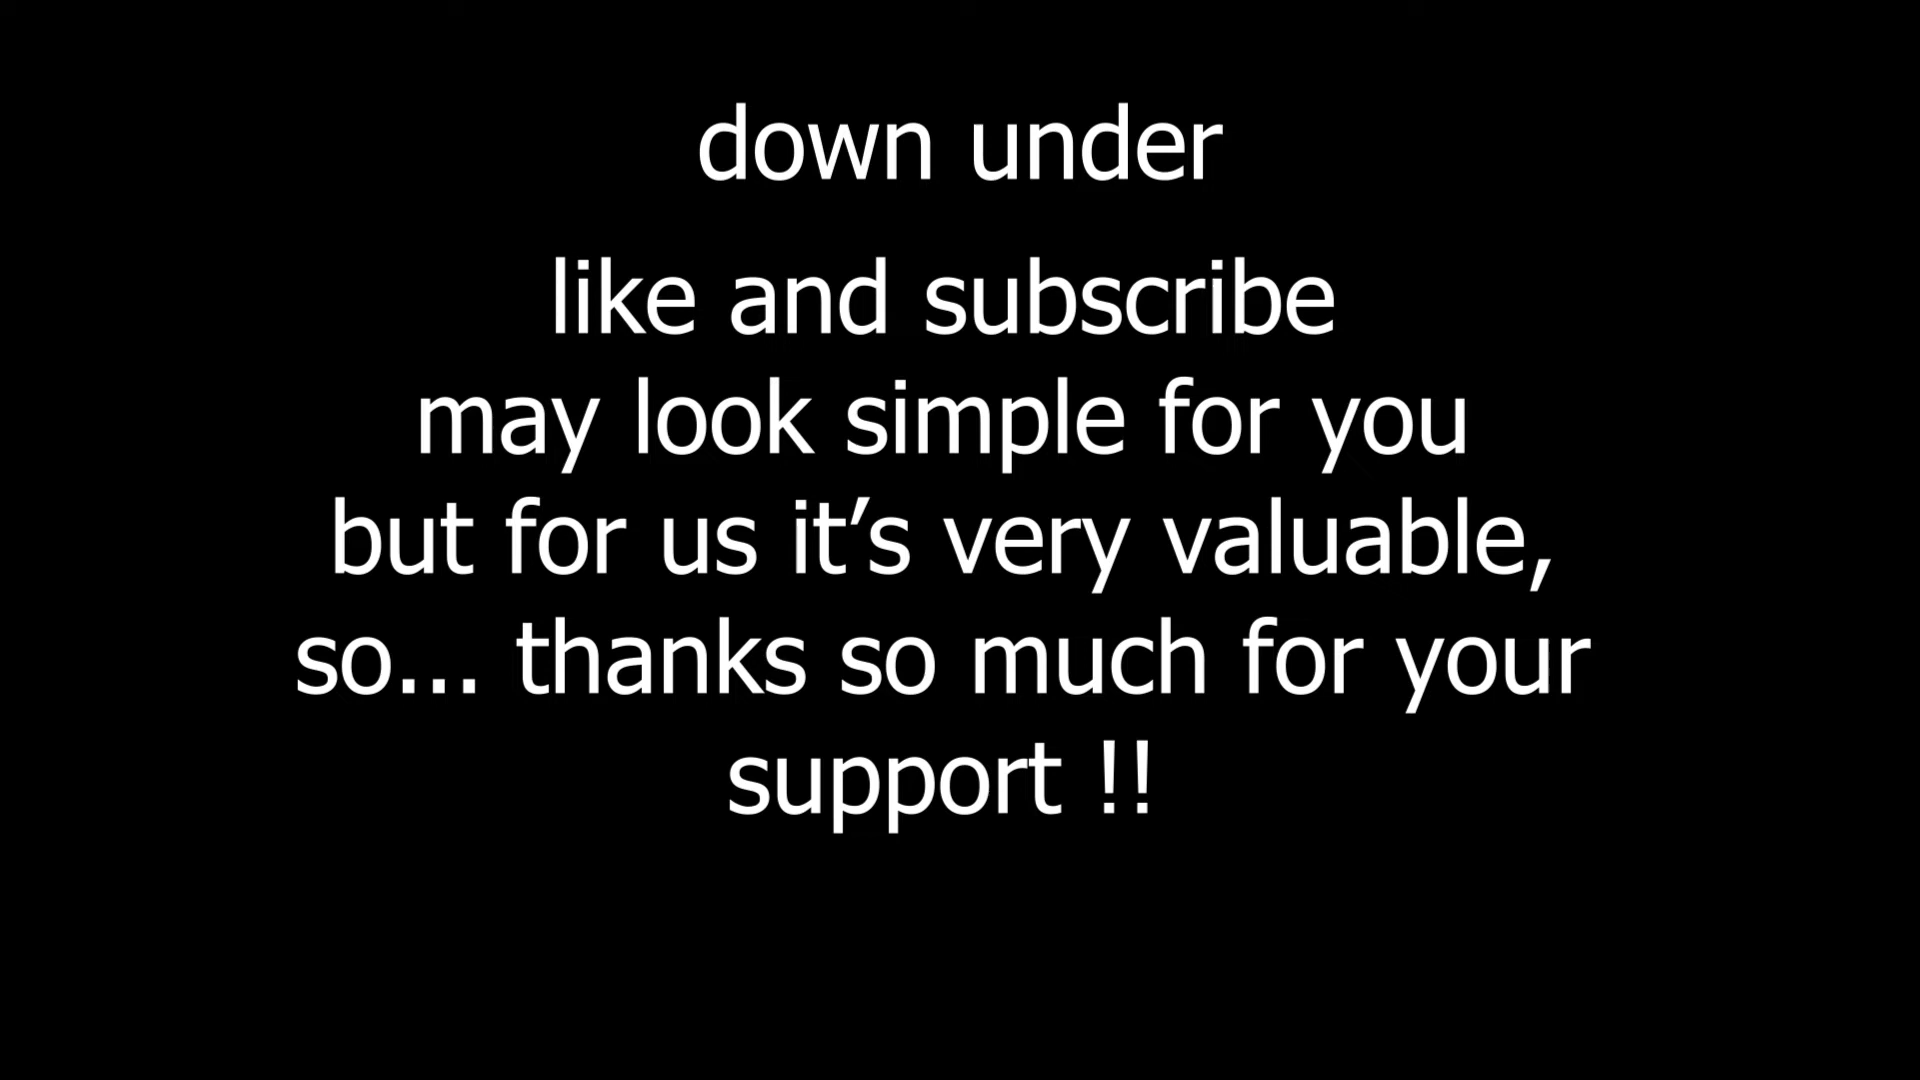 down under
like and subscribe
may look simple for you
but for us it’s very valuable,
so... thanks so much for your
support !!